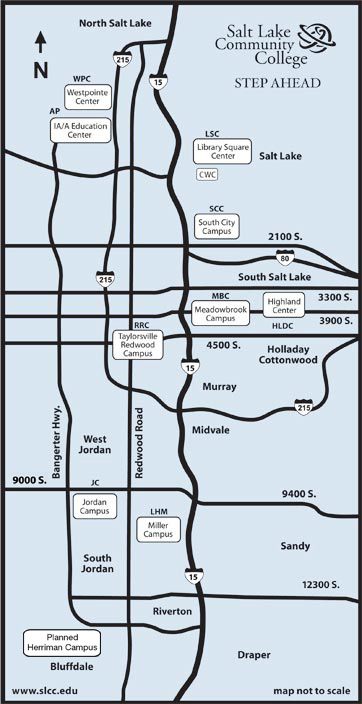 North Salt Lake
Salt Lake
Community
College
STEP AHEAD
N
215
15
WPC
Westpointe
Center
AP
IA/A Education
Center
LSC
Library Square
Center
Salt Lake
CWC
SCC
South City
Campus
2100 S.
80
215
South Salt Lake
MBC
Meadowbrook
Campus
Highland
Center
3300 S.
3900 S.
RRC
Taylorsville
Redwood
Campus
HLDC
4500 S.
Holladay
Cottonwood
15
Murray
215
Midvale
Bangerter Hwy.
West
Jordan
Redwood Road
9000 S.
JC
Jordan
Campus
9400 S.
LHM
Miller
Campus
Sandy
South
Jordan
15
12300 S.
Riverton
Planned
Herriman Campus
Bluffdale
Draper
www.slcc.edu
map not to scale